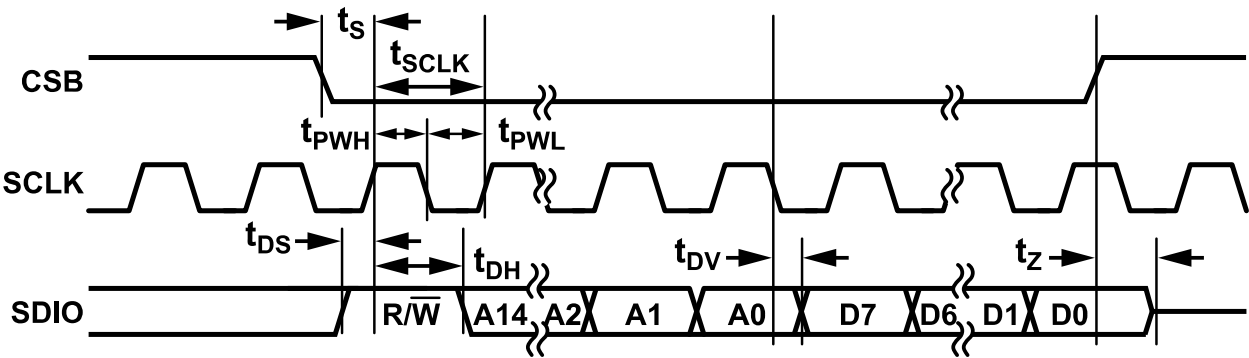 tS
CSB
tSCLK
tPWH tPWL
SCLK
tDS tDH tDV tZ
SDIO R/W̅ A14 A2 A1 A0 D7 D6 D1 D0